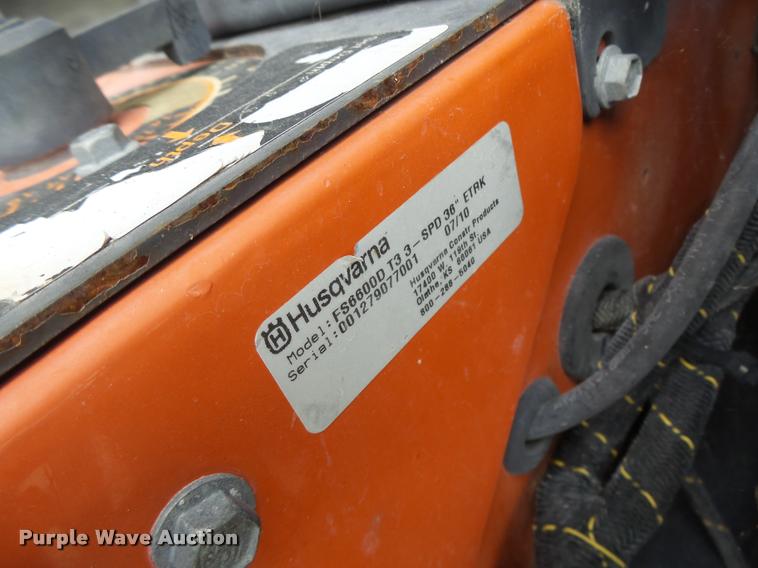 Depth
Husqvarna
Model: FS6600D T3 3- SPD 36" ETRK
Serial: 001279077001 07/10
Husqvarna Constr Products
17400 W. 119th St.
Olathe, KS 66061 USA
800-288-5040
Purple Wave Auction